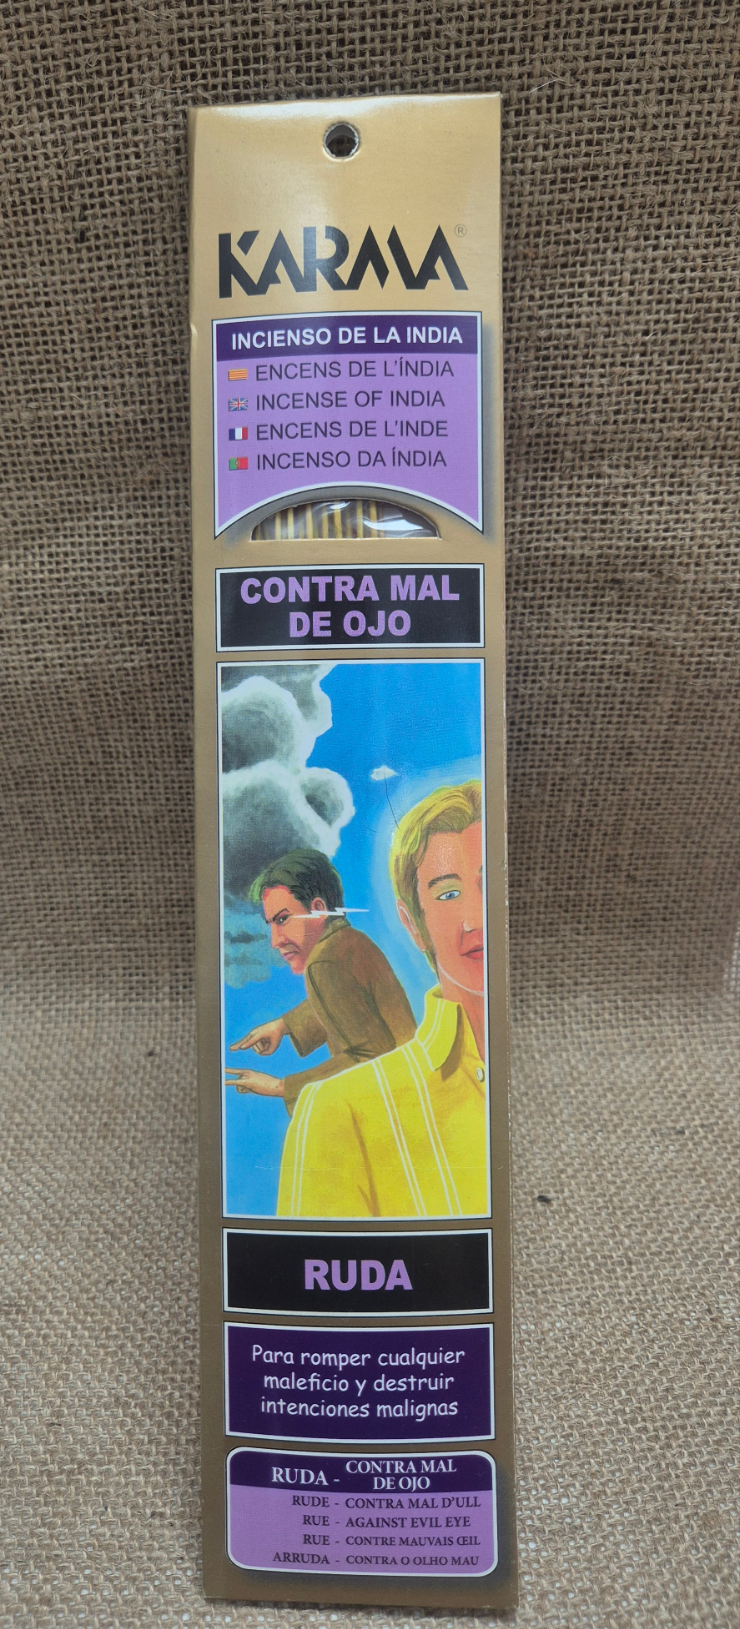 KARMA®
INCIENSO DE LA INDIA
ENCENS DE L'ÍNDIA
INCENSE OF INDIA
ENCENS DE L'INDE
INCENSO DA ÍNDIA
CONTRA MAL
DE OJO
RUDA
Para romper cualquier
maleficio y destruir
intenciones malignas
RUDA - CONTRA MAL
DE OJO
RUDE - CONTRA MAL D'ULL
RUE - AGAINST EVIL EYE
RUE - CONTRE MAUVAIS ŒIL
ARRUDA - CONTRA O OLHO MAU